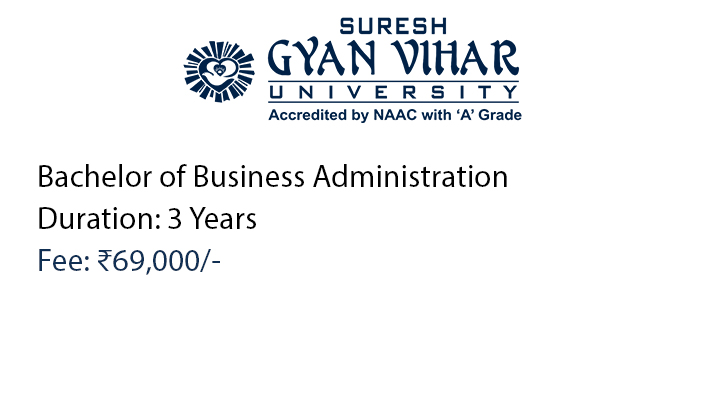 SURESH
GYAN VIHAR
UNIVERSITY
Accredited by NAAC with ‘A’ Grade
Bachelor of Business Administration
Duration: 3 Years
Fee: ₹69,000/-